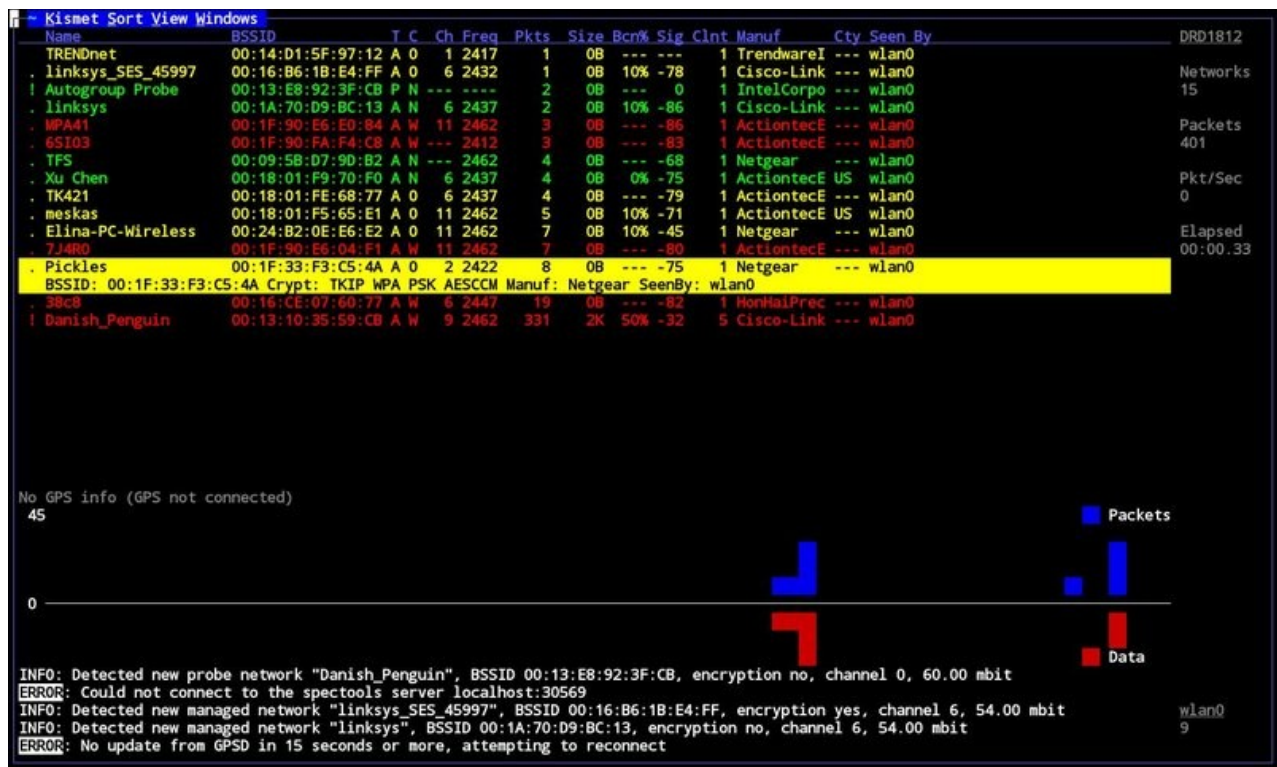 ~ Kismet Sort View Windows
Name BSSID T C Ch Freq Pkts Size Bcn% Sig Clnt Manuf Cty Seen By DRD1812
TRENDnet 00:14:D1:5F:97:12 A O 1 2417 1 0B --- --- 1 TrendwareI --- wlan0
. linksys_SES_45997 00:16:B6:1B:E4:FF A O 6 2432 1 0B 10% -78 1 Cisco-Link --- wlan0 Networks
! Autogroup Probe 00:13:E8:92:3F:CB P N --- ---- 2 0B --- 0 1 IntelCorpo --- wlan0 15
. linksys 00:1A:70:D9:BC:13 A N 6 2437 2 0B 10% -86 1 Cisco-Link --- wlan0
. MPA41 00:1F:90:E6:E0:84 A W 11 2462 3 0B --- -86 1 ActiontecE --- wlan0 Packets
. 6SI03 00:1F:90:FA:F4:C8 A W --- 2412 3 0B --- -83 1 ActiontecE --- wlan0 401
. TFS 00:09:5B:D7:9D:B2 A N --- 2462 4 0B --- -68 1 Netgear --- wlan0
. Xu Chen 00:18:01:F9:70:F0 A N 6 2437 4 0B 0% -75 1 ActiontecE US wlan0 Pkt/Sec
. TK421 00:18:01:FE:68:77 A O 6 2437 4 0B --- -79 1 ActiontecE --- wlan0 0
. meskas 00:18:01:F5:65:E1 A O 11 2462 5 0B 10% -71 1 ActiontecE US wlan0
. Elina-PC-Wireless 00:24:B2:0E:E6:E2 A O 11 2462 7 0B 10% -45 1 Netgear --- wlan0 Elapsed
. 7J4R0 00:1F:90:E6:04:F1 A W 11 2462 7 0B --- -80 1 ActiontecE --- wlan0 00:00.33
. Pickles 00:1F:33:F3:C5:4A A O 2 2422 8 0B --- -75 1 Netgear --- wlan0
BSSID: 00:1F:33:F3:C5:4A Crypt: TKIP WPA PSK AESCCM Manuf: Netgear SeenBy: wlan0
. 38c8 00:16:CE:07:60:77 A W 6 2447 19 0B --- -82 1 HonHaiPrec --- wlan0
! Danish_Penguin 00:13:10:35:59:CB A W 9 2462 331 2K 50% -32 5 Cisco-Link --- wlan0
No GPS info (GPS not connected)
45 Packets
0
Data
INFO: Detected new probe network "Danish_Penguin", BSSID 00:13:E8:92:3F:CB, encryption no, channel 0, 60.00 mbit
ERROR: Could not connect to the spectools server localhost:30569
INFO: Detected new managed network "linksys_SES_45997", BSSID 00:16:B6:1B:E4:FF, encryption yes, channel 6, 54.00 mbit wlan0
INFO: Detected new managed network "linksys", BSSID 00:1A:70:D9:BC:13, encryption no, channel 6, 54.00 mbit 9
ERROR: No update from GPSD in 15 seconds or more, attempting to reconnect